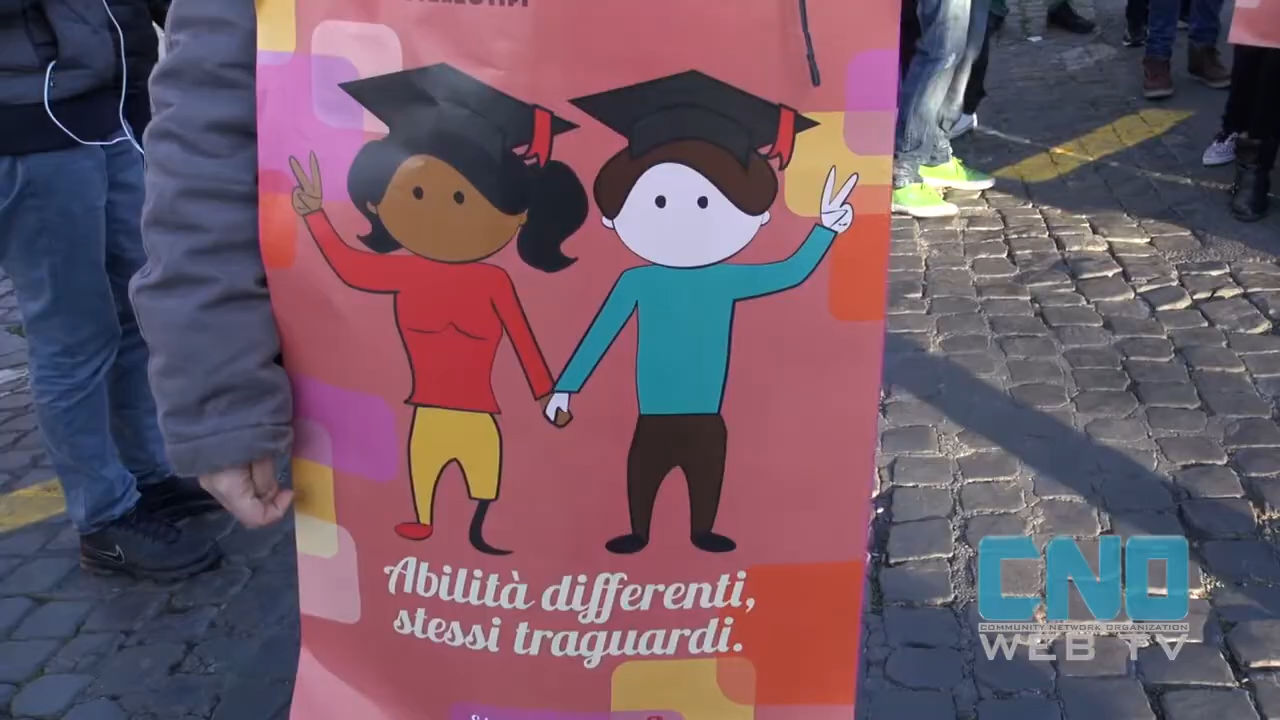 Abilità differenti,
stessi traguardi.
CNO
COMMUNITY NETWORK ORGANIZATION
WEB TV